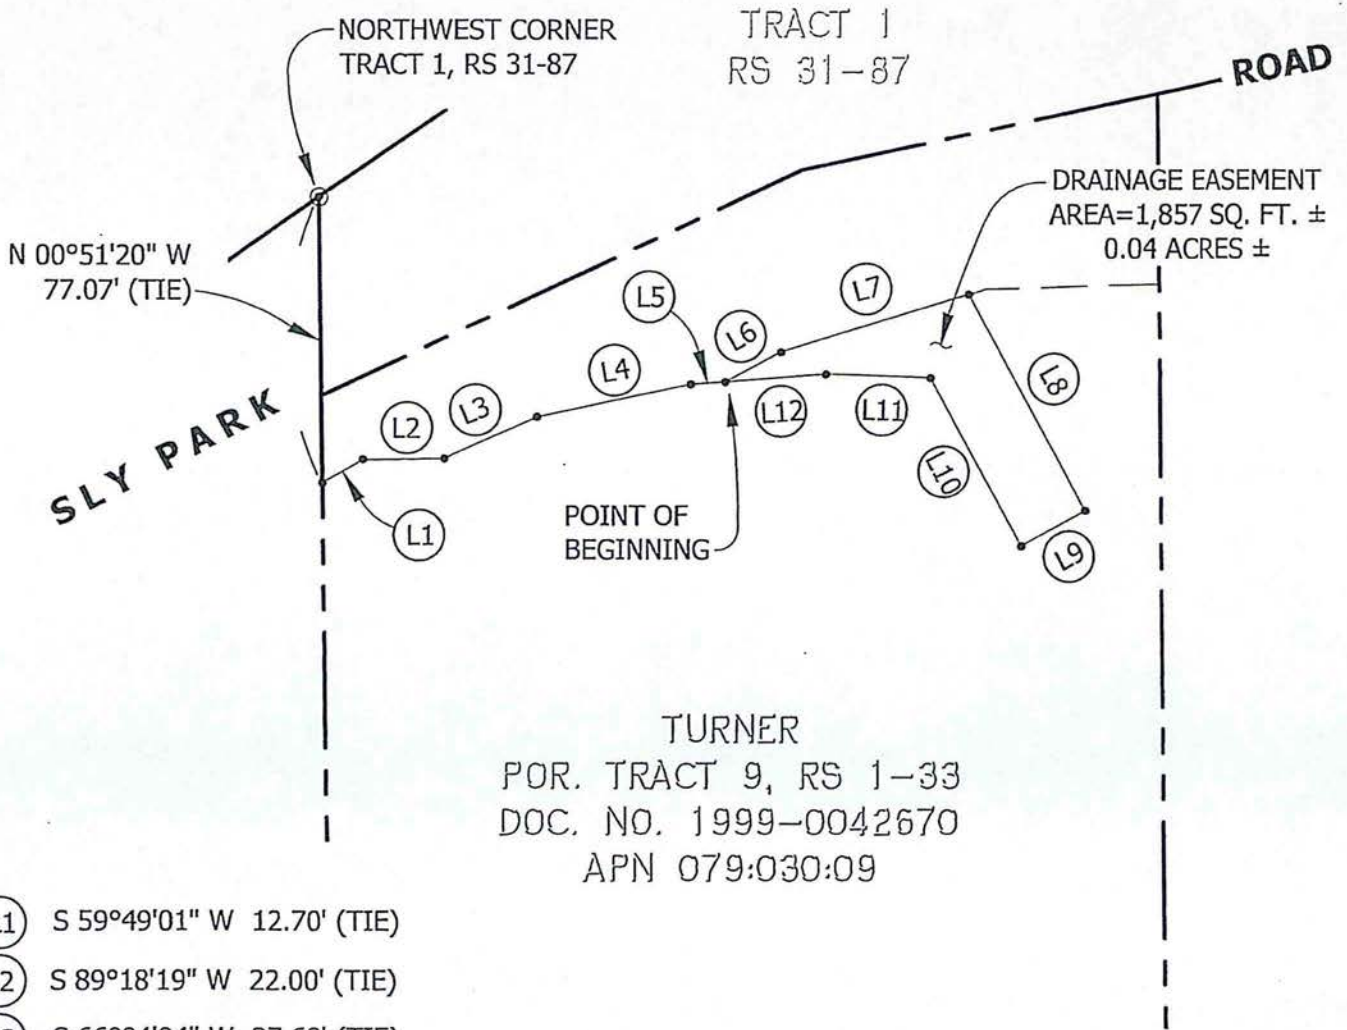 TRACT 1
RS 31-87
NORTHWEST CORNER
TRACT 1, RS 31-87
ROAD
DRAINAGE EASEMENT
AREA=1,857 SQ. FT. ±
0.04 ACRES ±
N 00°51'20" W
77.07' (TIE)
L5
L7
L6
L4
L8
L2
L3
L12
L11
L10
SLY PARK
L1
POINT OF
BEGINNING
L9
TURNER
POR. TRACT 9, RS 1-33
DOC. NO. 1999-0042670
APN 079:030:09
L1 S 59°49'01" W 12.70' (TIE)
L2 S 89°18'19" W 22.00' (TIE)